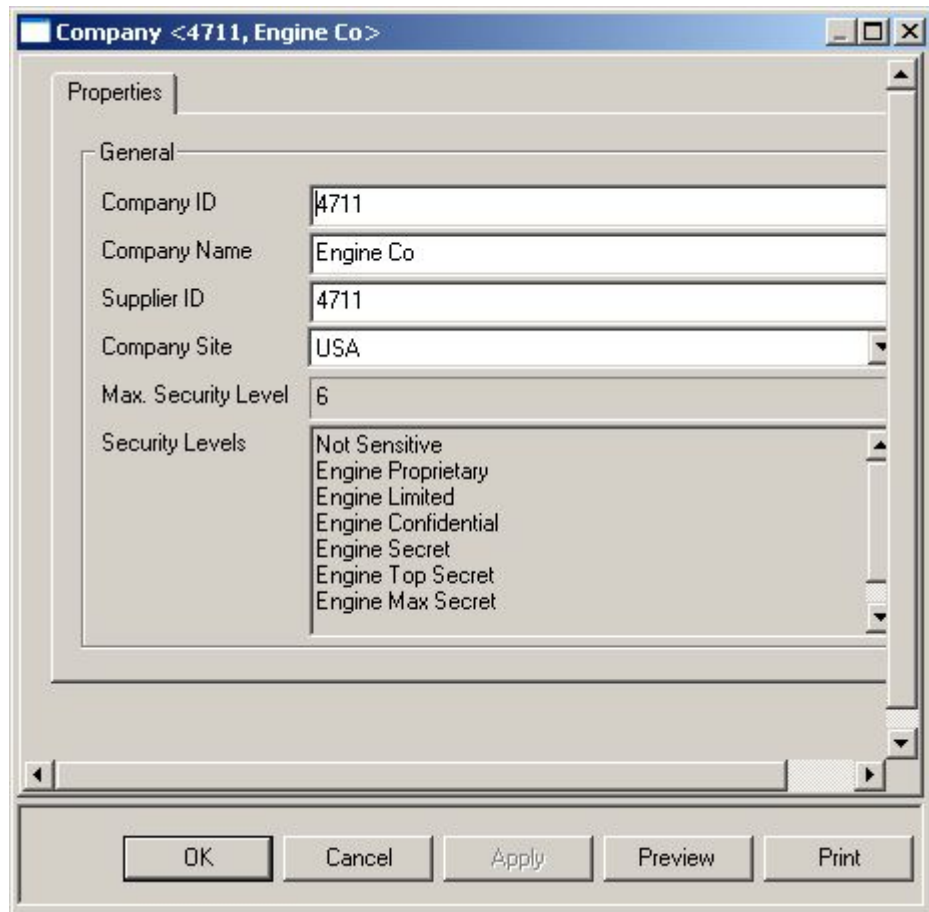 Company <4711, Engine Co>
Properties
General
Company ID 4711
Company Name Engine Co
Supplier ID 4711
Company Site USA
Max. Security Level 6
Security Levels Not Sensitive
Engine Proprietary
Engine Limited
Engine Confidential
Engine Secret
Engine Top Secret
Engine Max Secret
OK Cancel Apply Preview Print